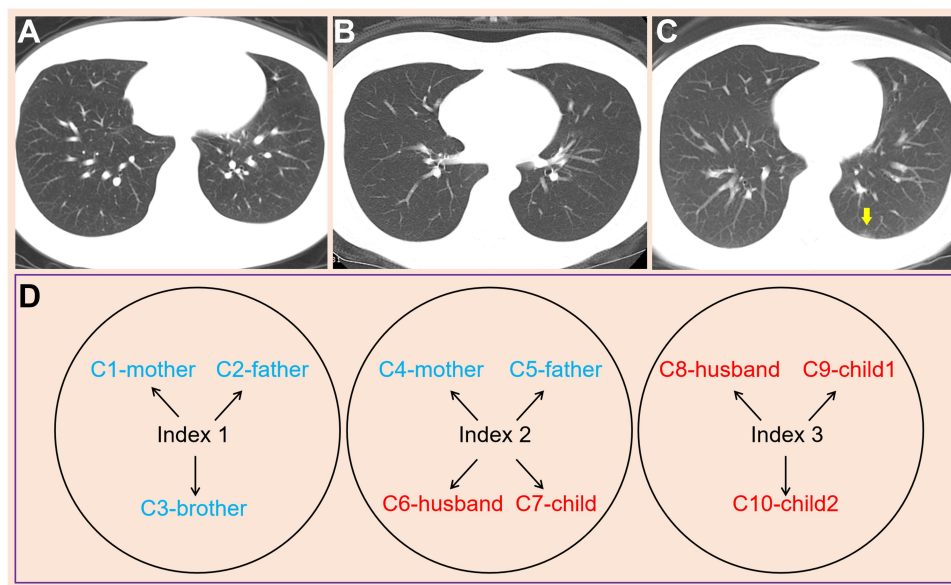 A
B
C
D
C1-mother C2-father
Index 1
C3-brother
C4-mother C5-father
Index 2
C6-husband C7-child
C8-husband C9-child1
Index 3
C10-child2